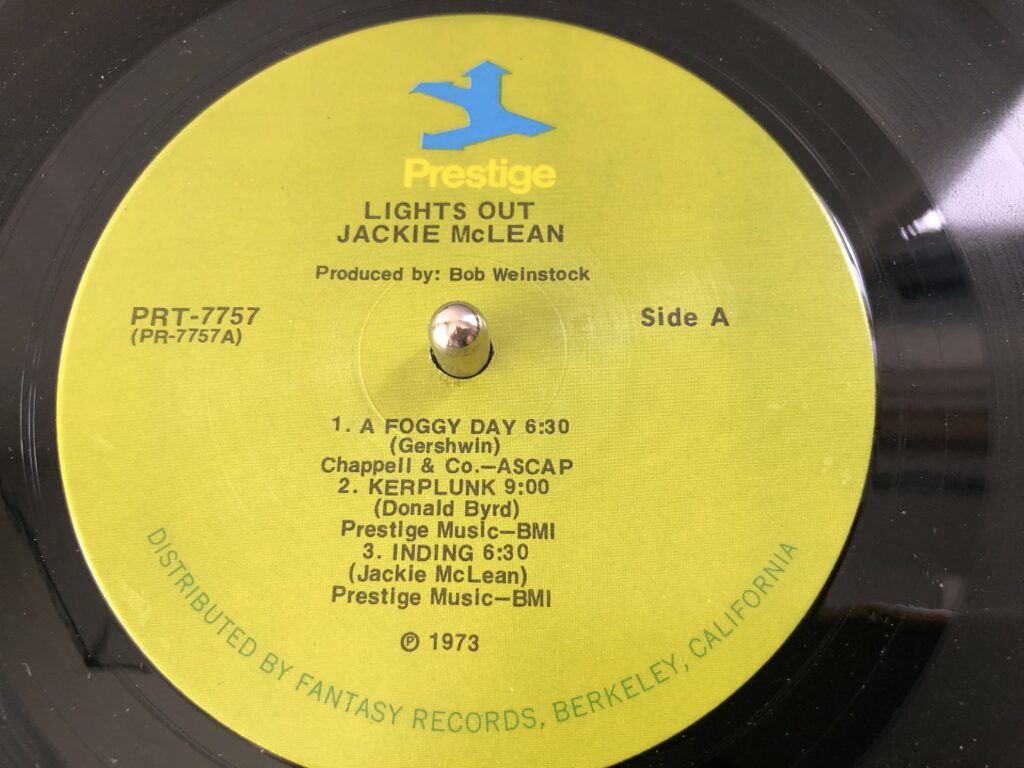 Prestige
LIGHTS OUT
JACKIE McLEAN
Produced by: Bob Weinstock
PRT-7757
(PR-7757A)
Side A
1. A FOGGY DAY 6:30
(Gershwin)
Chappell & Co.—ASCAP
2. KERPLUNK 9:00
(Donald Byrd)
Prestige Music—BMI
3. INDING 6:30
(Jackie McLean)
Prestige Music—BMI
℗ 1973
DISTRIBUTED BY FANTASY RECORDS, BERKELEY, CALIFORNIA